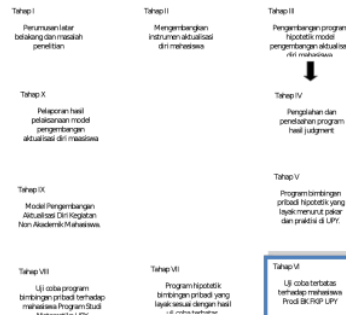 Tahap I
Perumusan latar
belakang dan masalah
penelitian
Tahap II
Mengembangkan
instrumen aktualisasi
diri mahasiswa
Tahap III
Pengembangan program
hipotetik model
pengembangan aktualisasi
diri mahasiswa
Tahap X
Pelaporan hasil
pelaksanaan model
pengembangan
aktualisasi diri maasiswa
Tahap IV
Pengolahan dan
penelaahan program
hasil judgment
Tahap IX
Model Pengembangan
Aktualisasi Diri Kegiatan
Non Akademik Mahasiswa.
Tahap V
Program bimbingan
pribadi hipotetik yang
layak menurut pakar
dan praktisi di UPY.
Tahap VIII
Uji coba program
bimbingan pribadi terhadap
mahasiswa Program Studi
Tahap VII
Program hipotetik
bimbingan pribadi yang
layak sesuai dengan hasil
uji coba terbatas
Tahap VI
Uji coba terbatas
terhadap mahasiswa
Prodi BK FKIP UPY